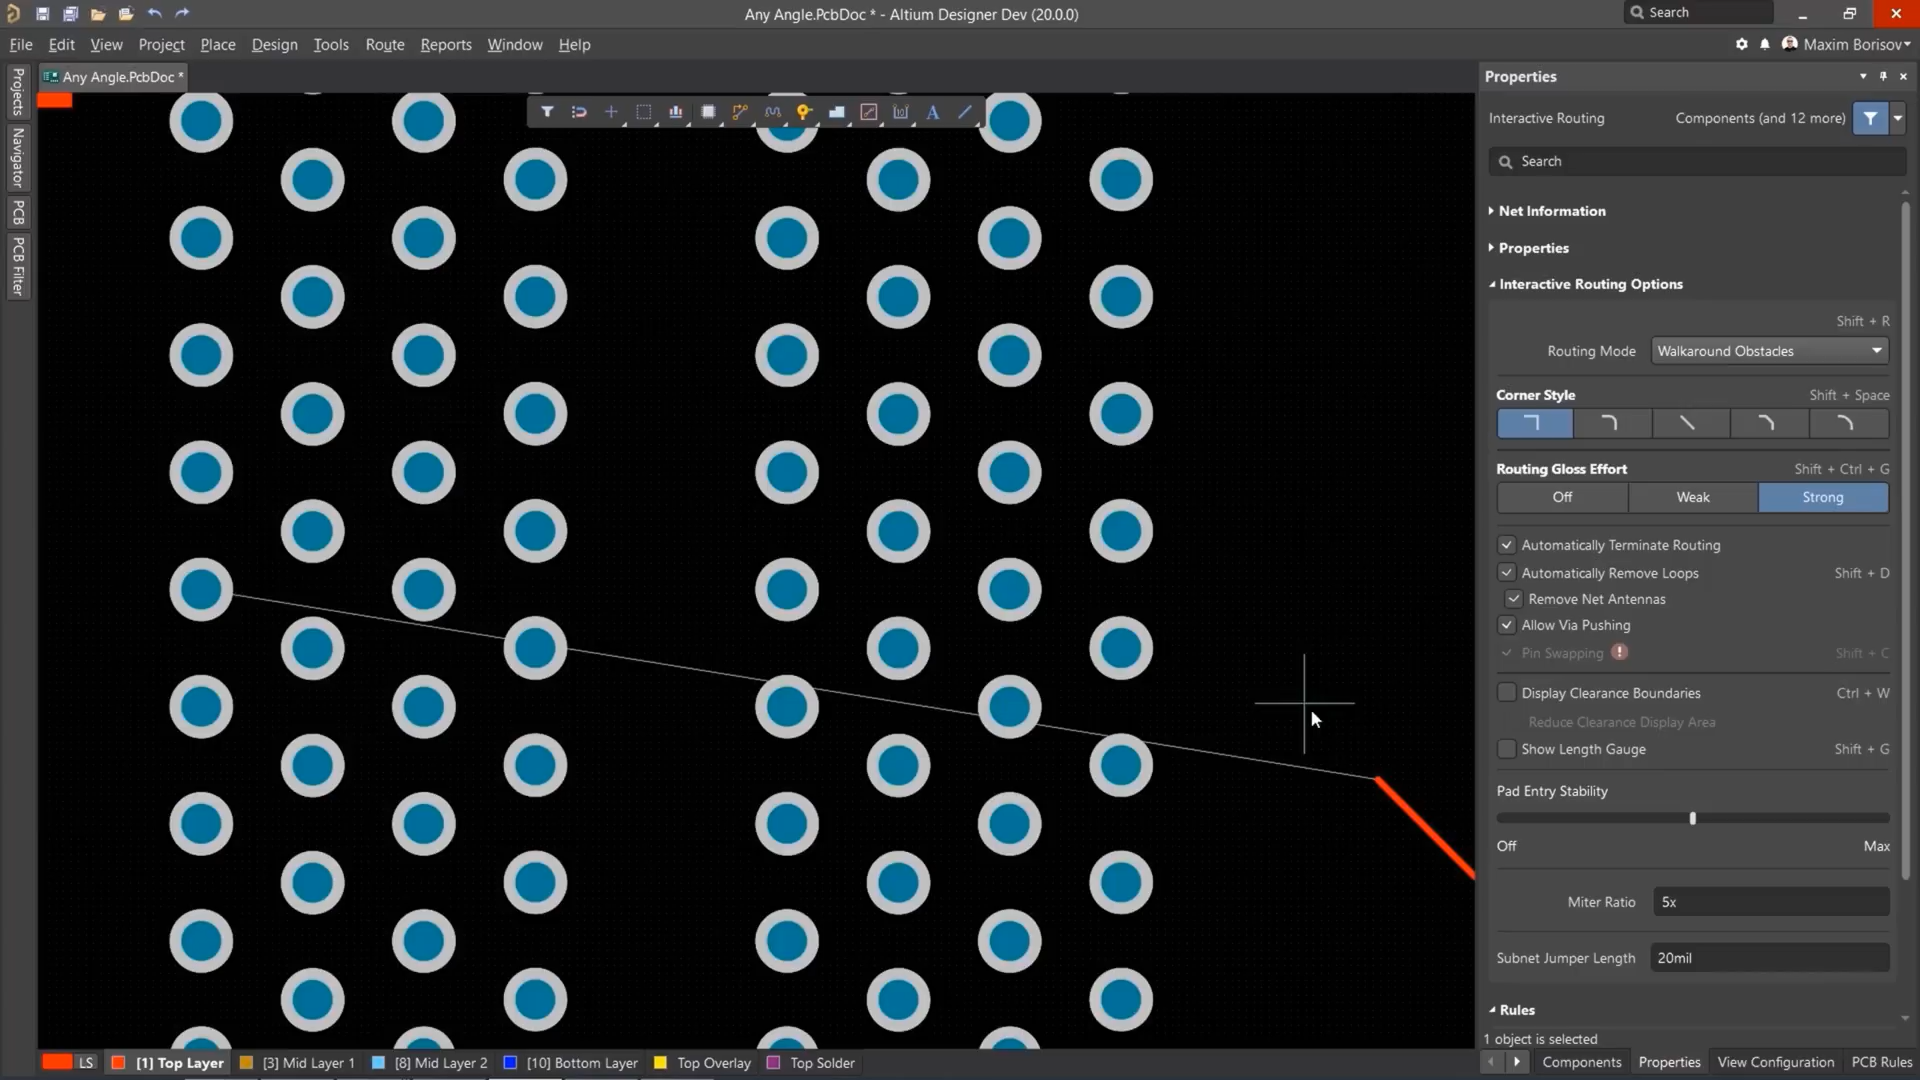 Any Angle.PcbDoc * - Altium Designer Dev (20.0.0)
Search
File Edit View Project Place Design Tools Route Reports Window Help
Maxim Borisov
Any Angle.PcbDoc *
Projects
Navigator
PCB
PCB Filter
Properties
Interactive Routing Components (and 12 more)
Search
Net Information
Properties
Interactive Routing Options
Shift + R
Routing Mode Walkaround Obstacles
Corner Style Shift + Space
Routing Gloss Effort Shift + Ctrl + G
Off Weak Strong
Automatically Terminate Routing
Automatically Remove Loops Shift + D
Remove Net Antennas
Allow Via Pushing
Pin Swapping Shift + C
Display Clearance Boundaries Ctrl + W
Reduce Clearance Display Area
Show Length Gauge Shift + G
Pad Entry Stability
Off Max
Miter Ratio 5x
Subnet Jumper Length 20mil
Rules
1 object is selected
LS [1] Top Layer [3] Mid Layer 1 [8] Mid Layer 2 [10] Bottom Layer Top Overlay Top Solder
Components Properties View Configuration PCB Rules